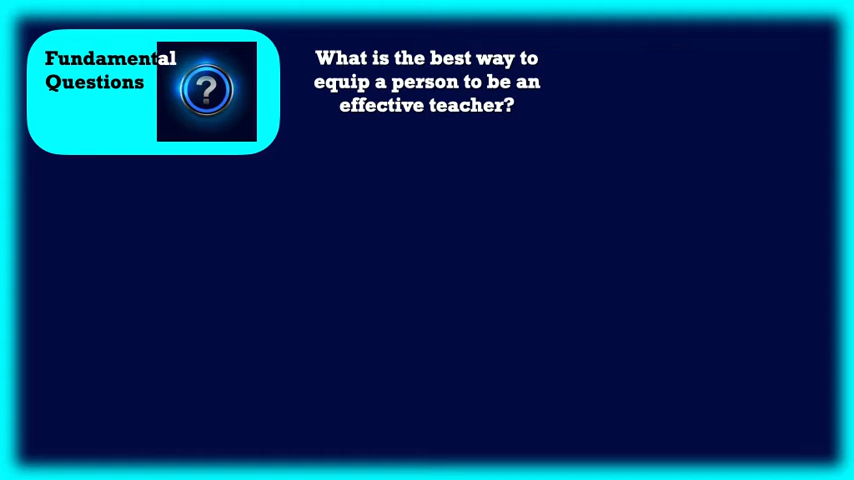 Fundamental
Questions
?
What is the best way to
equip a person to be an
effective teacher?